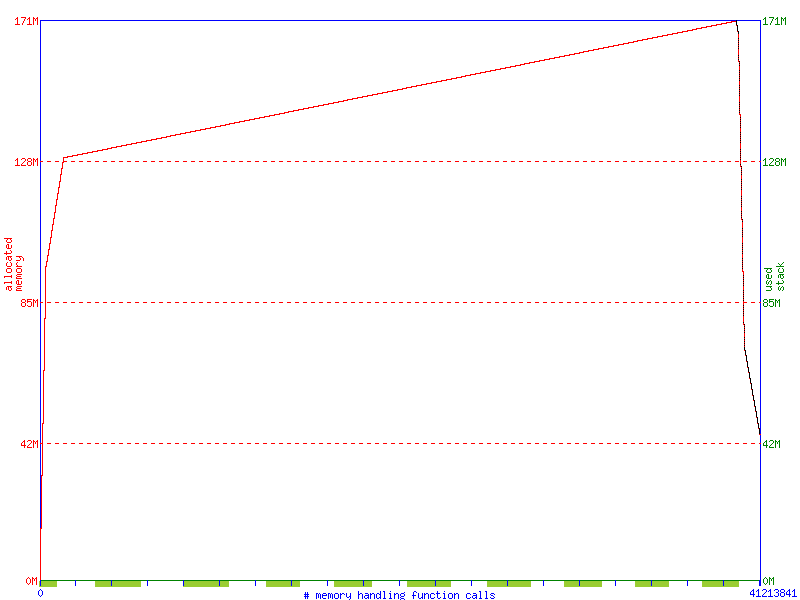 171M
171M
128M
128M
allocated
memory
used
stack
85M
85M
42M
42M
0M
0M
0
# memory handling function calls
41213841